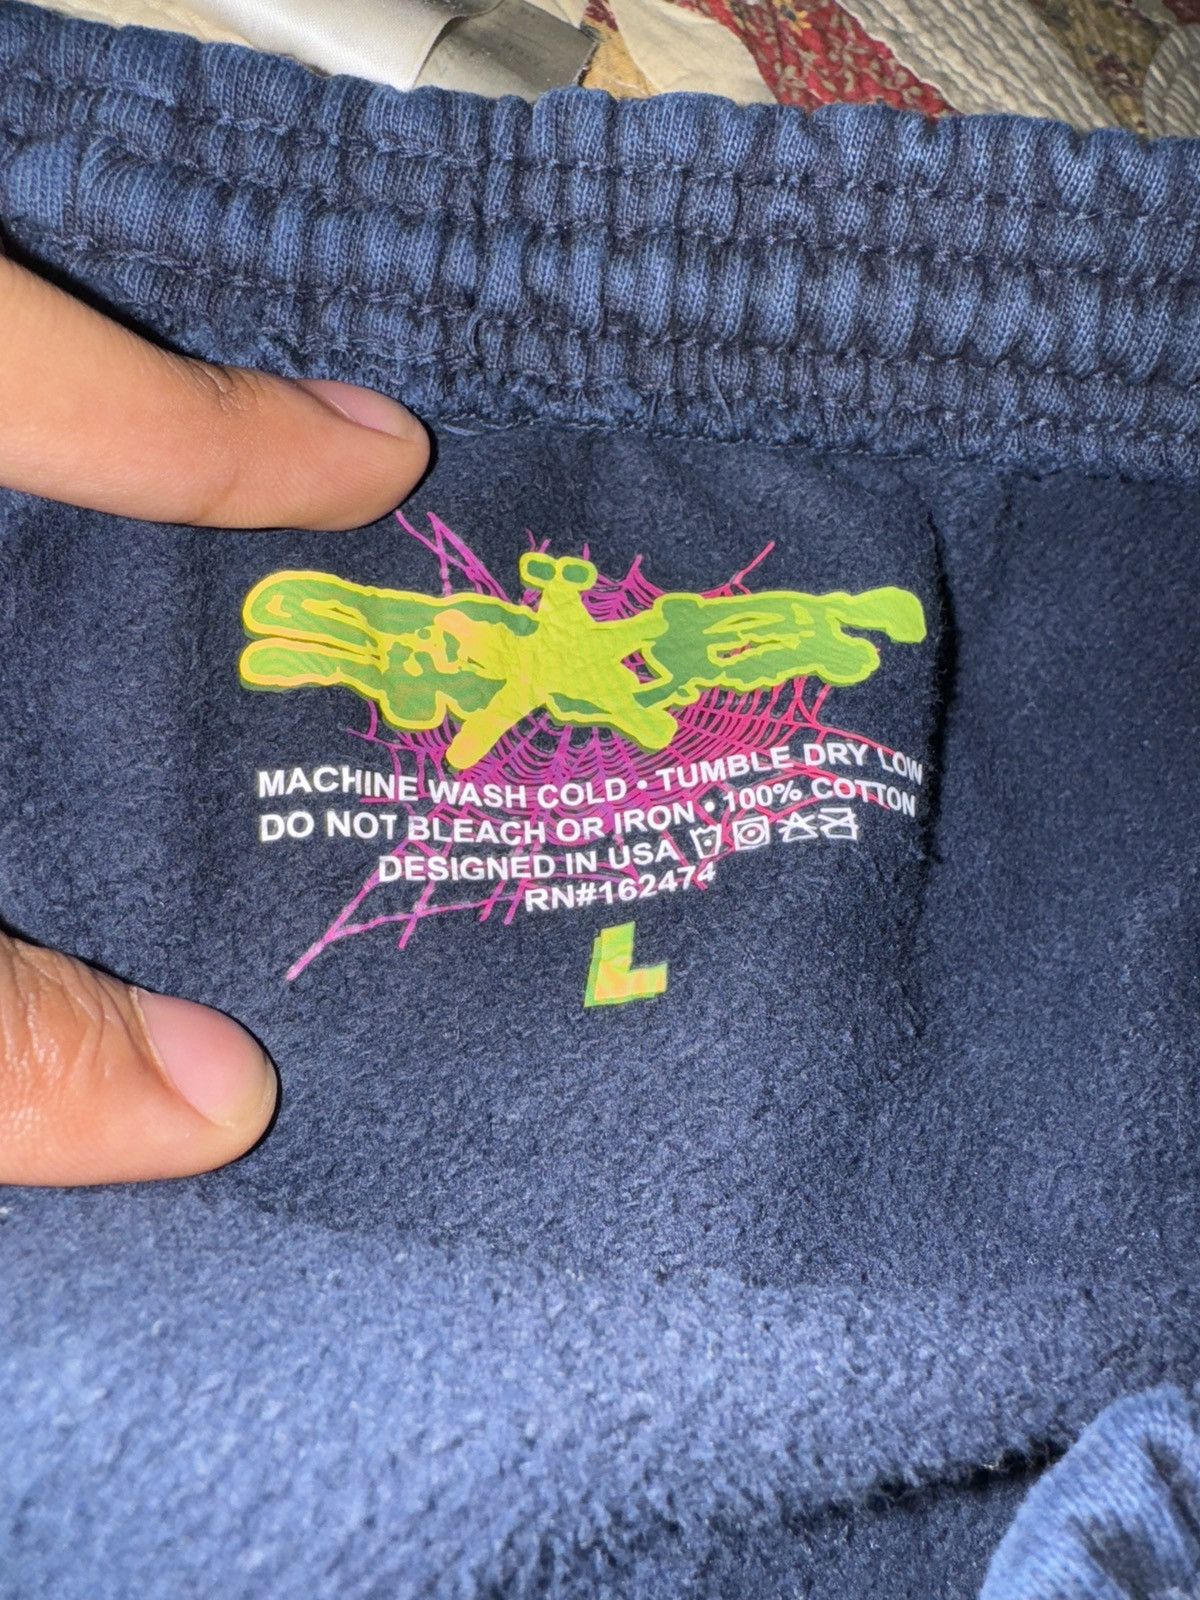 MACHINE WASH COLD • TUMBLE DRY LOW
DO NOT BLEACH OR IRON • 100% COTTON
DESIGNED IN USA
RN#162474
L